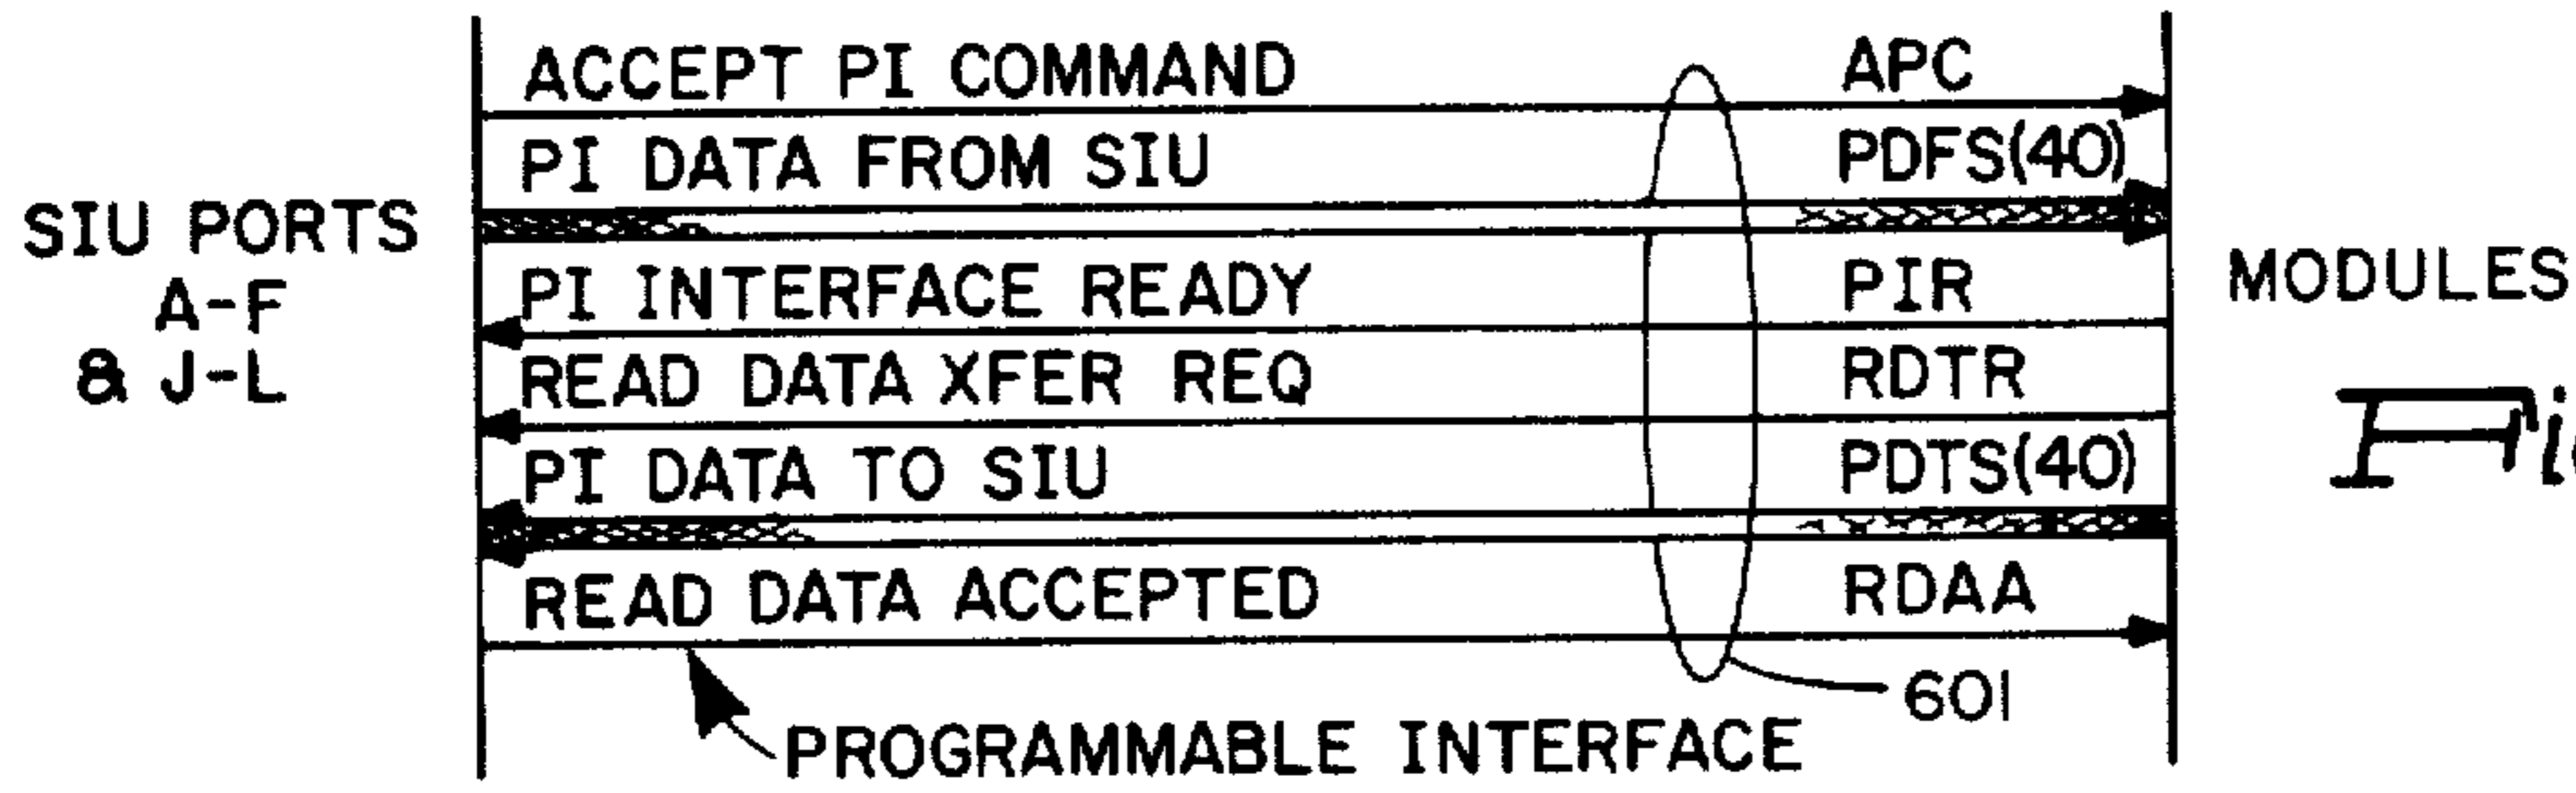 ACCEPT PI COMMAND APC
PI DATA FROM SIU PDFS(40)
SIU PORTS
A-F
& J-L
PI INTERFACE READY PIR
MODULES
READ DATA XFER REQ RDTR
PI DATA TO SIU PDTS(40)
READ DATA ACCEPTED RDAA
601
PROGRAMMABLE INTERFACE